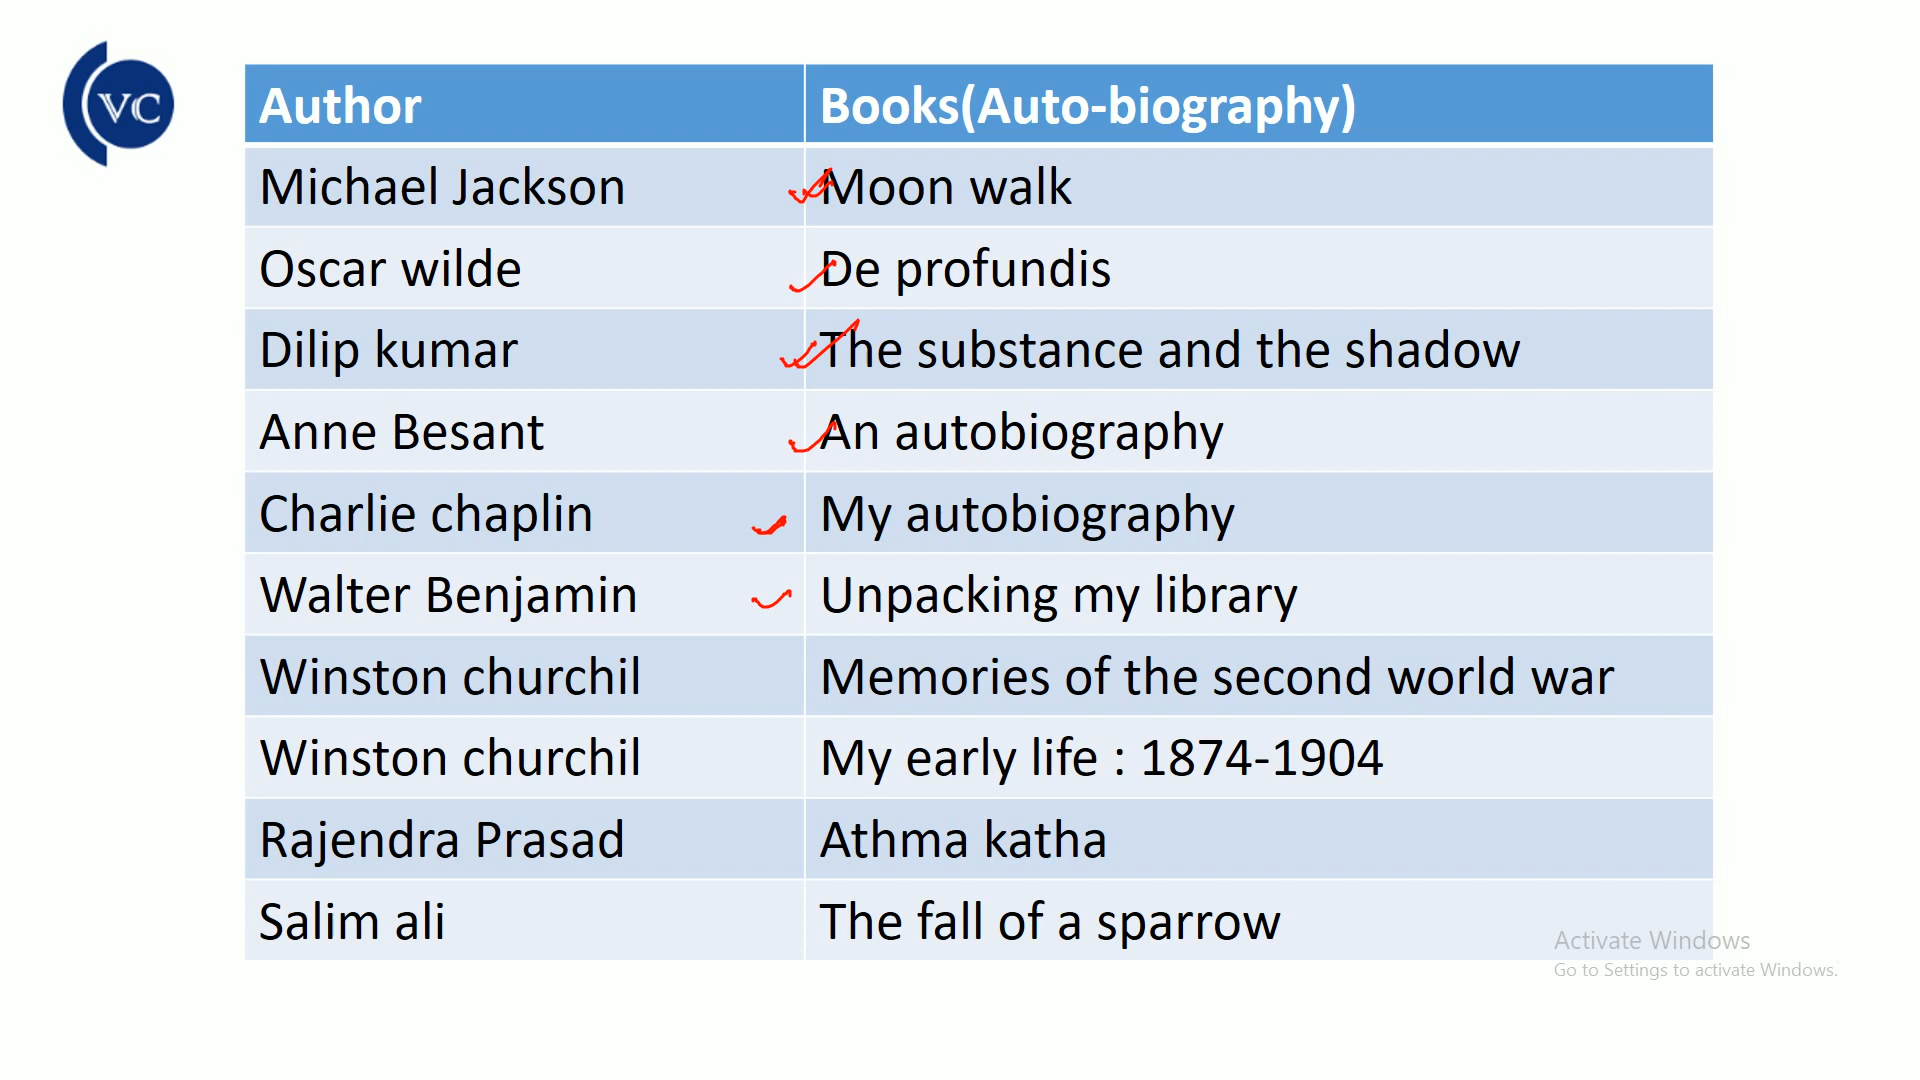 VC
Author Books(Auto-biography)
Michael Jackson Moon walk
Oscar wilde De profundis
Dilip kumar The substance and the shadow
Anne Besant An autobiography
Charlie chaplin My autobiography
Walter Benjamin Unpacking my library
Winston churchil Memories of the second world war
Winston churchil My early life : 1874-1904
Rajendra Prasad Athma katha
Salim ali The fall of a sparrow
Activate Windows
Go to Settings to activate Windows.